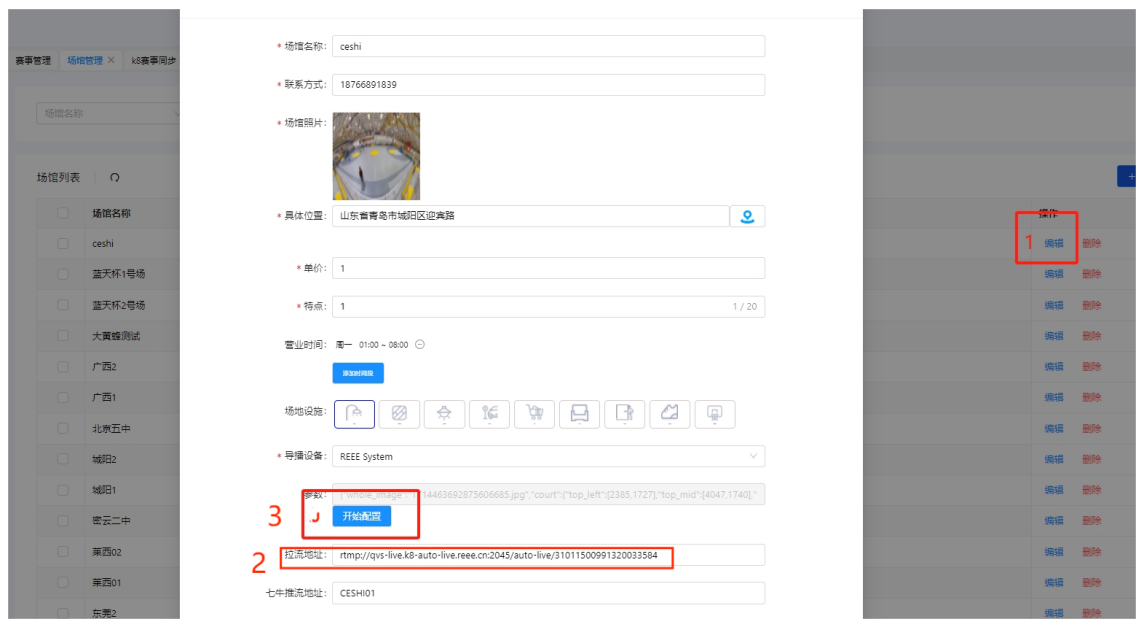 赛事管理 场馆管理 × k8赛事同步
* 场馆名称: ceshi
* 联系方式: 18766891839
场馆名称
* 场馆照片:
场馆列表
+
* 具体位置: 山东省青岛市城阳区迎宾路
场馆名称
操作
ceshi
1 编辑 删除
* 单价: 1
蓝天杯1号场
编辑 删除
* 特点: 1 1 / 20
蓝天杯2号场
编辑 删除
大黄蜂测试
编辑 删除
营业时间: 周一 01:00 ~ 08:00
添加时间段
广西2
编辑 删除
广西1
编辑 删除
场地设施:
北京五中
编辑 删除
* 导播设备: REEE System
城阳2
编辑 删除
城阳1
编辑 删除
参数:
3 开始配置
密云二中
编辑 删除
2 拉流地址: rtmp://qvs-live.k8-auto-live.reee.cn:2045/auto-live/31011500991320033584
莱西02
编辑 删除
莱西01
编辑 删除
七牛推流地址: CESHI01
东莞2
编辑 删除